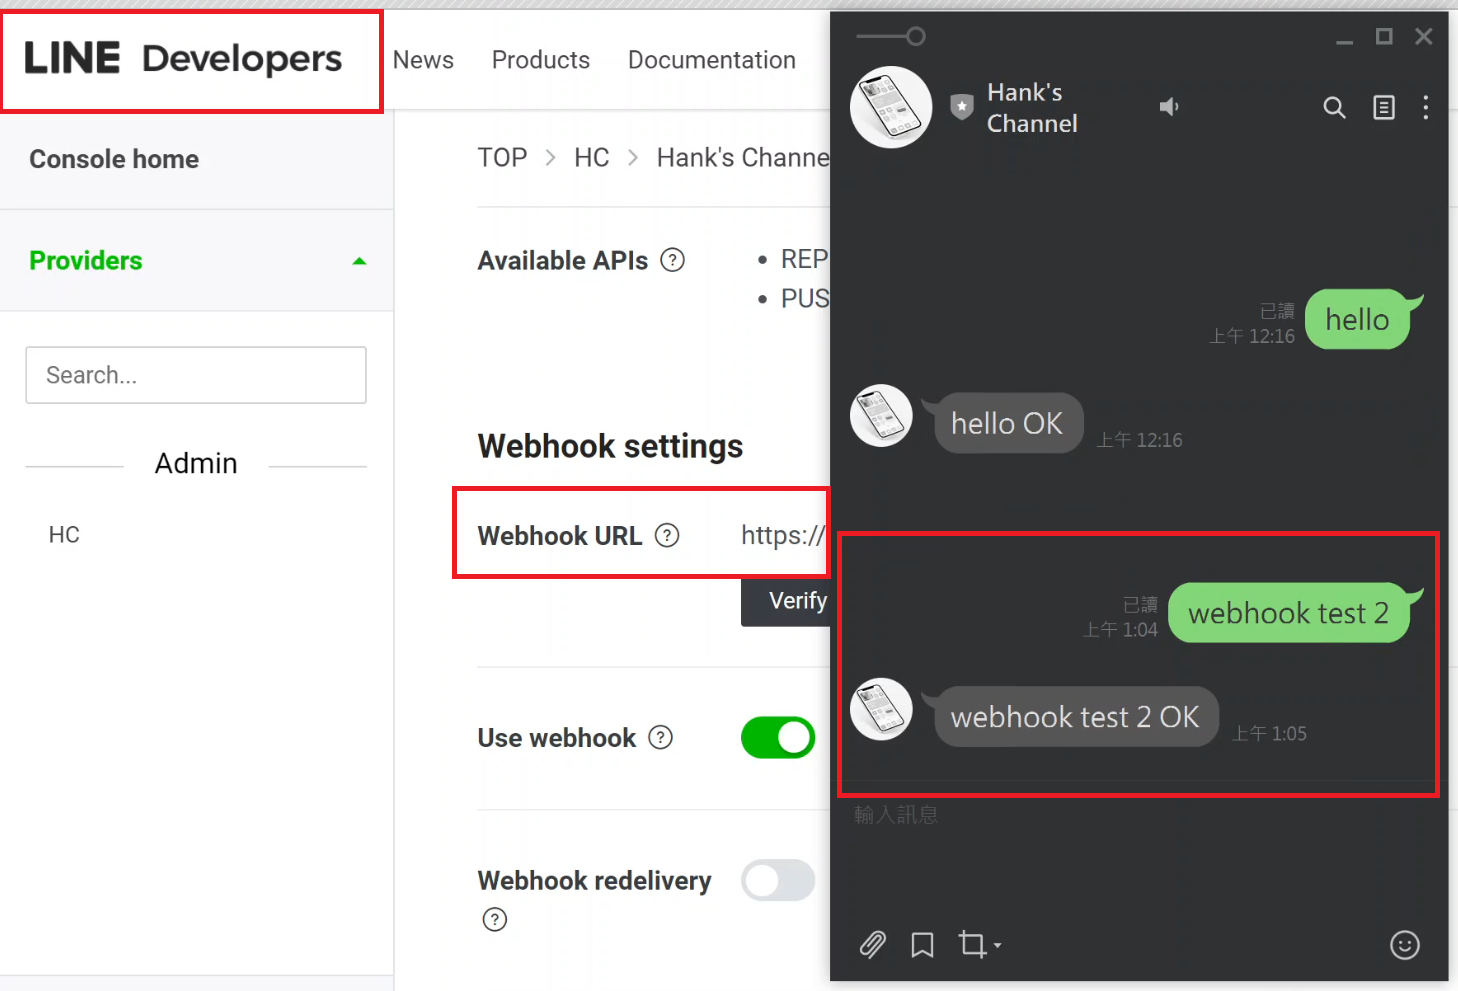 LINE Developers
News
Products
Documentation
Console home
Providers
Search...
Admin
HC
TOP > HC > Hank's Channe
Available APIs ?
• REP
• PUS
Webhook settings
Webhook URL ? https://
Verify
Use webhook ?
Webhook redelivery
?
Hank's
Channel
已讀
上午 12:16
hello
hello OK
上午 12:16
已讀
上午 1:04
webhook test 2
webhook test 2 OK
上午 1:05
輸入訊息